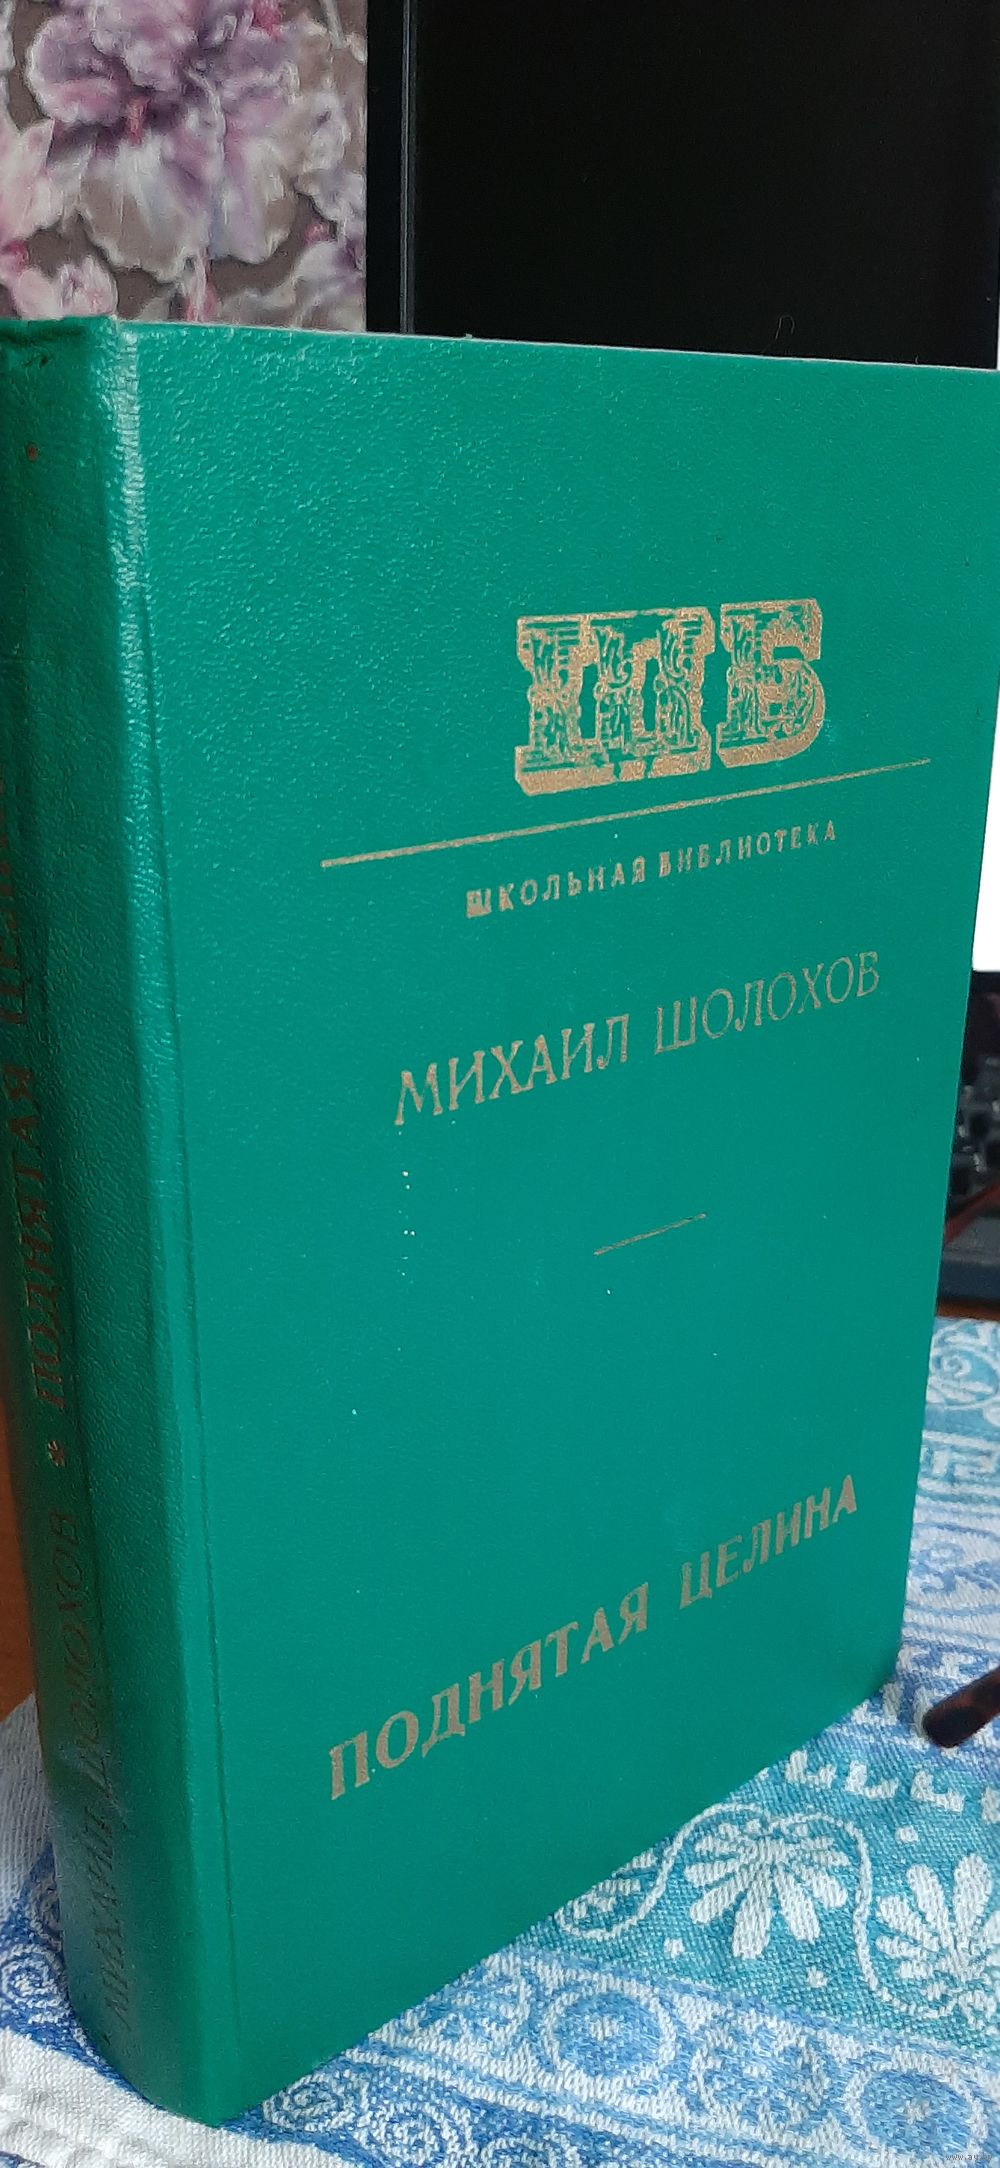 ШБ
ШКОЛЬНАЯ БИБЛИОТЕКА
МИХАИЛ ШОЛОХОВ
ПОДНЯТАЯ ЦЕЛИНА
МИХАИЛ ШОЛОХОВ * ПОДНЯТАЯ ЦЕЛИНА